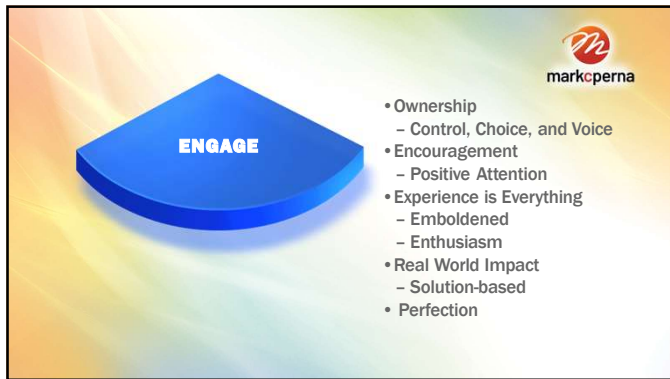 markcperna
ENGAGE
•Ownership
– Control, Choice, and Voice
•Encouragement
– Positive Attention
•Experience is Everything
– Emboldened
– Enthusiasm
•Real World Impact
– Solution-based
• Perfection